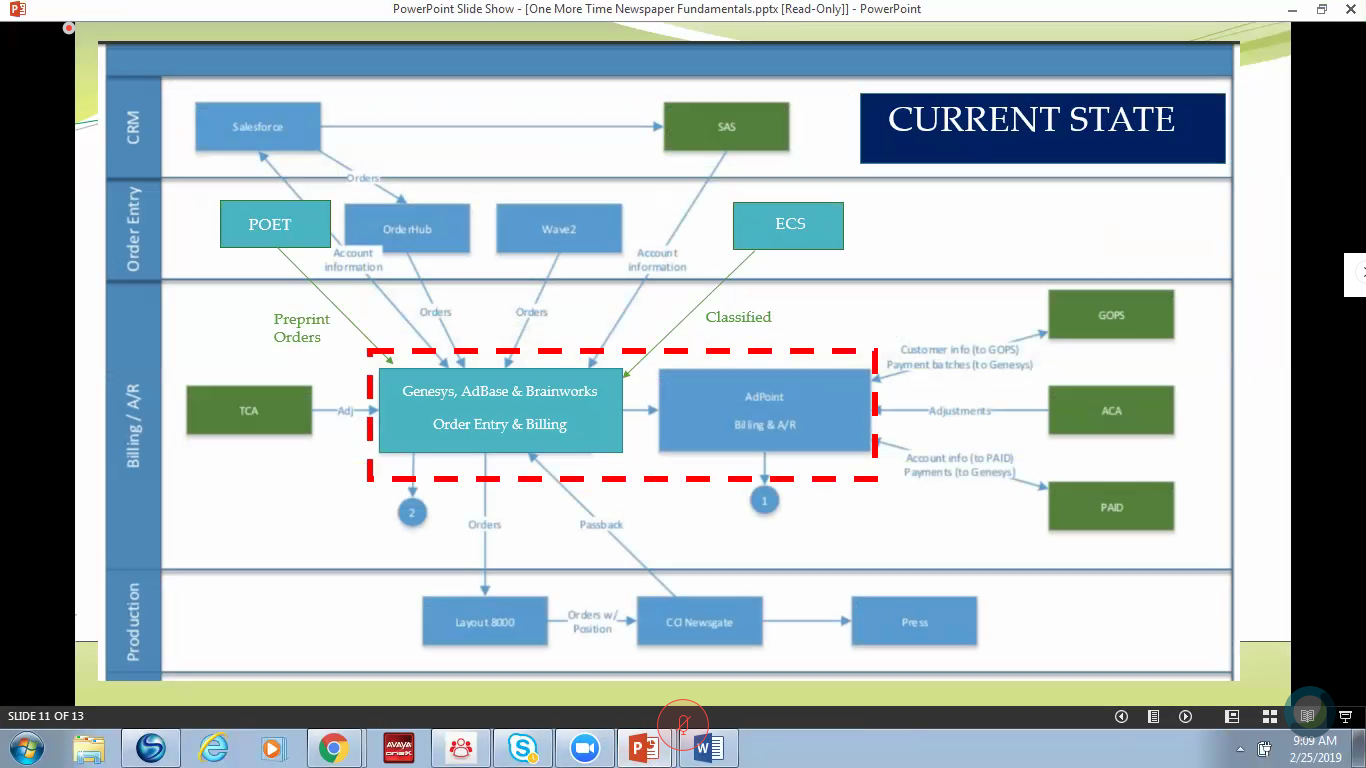 PowerPoint Slide Show - [One More Time Newspaper Fundamentals.pptx [Read-Only]] - PowerPoint
CRM
Salesforce
SAS
CURRENT STATE
Orders
Order Entry
POET
OrderHub
Wave2
ECS
Account
information
Account
information
Billing / A/R
Preprint
Orders
Orders
Orders
Classified
GOPS
Customer info (to GOPS)
Payment batches (to Genesys)
TCA
Adj
Genesys, AdBase & Brainworks
Order Entry & Billing
AdPoint
Billing & A/R
Adjustments
ACA
Account info (to PAID)
Payments (to Genesys)
PAID
2
1
Orders
Passback
Production
Layout 8000
Orders w/
Position
CCI Newsgate
Press
SLIDE 11 OF 13
AVAYA
one-X
9:09 AM
2/25/2019